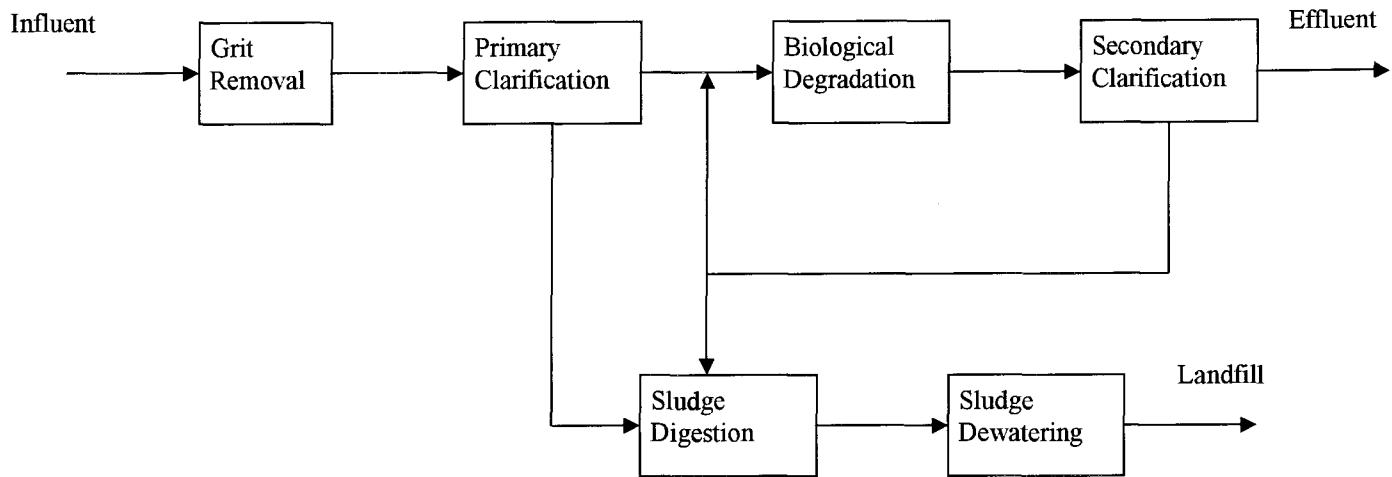 Influent
Grit
Removal
Primary
Clarification
Biological
Degradation
Secondary
Clarification
Effluent
Sludge
Digestion
Sludge
Dewatering
Landfill